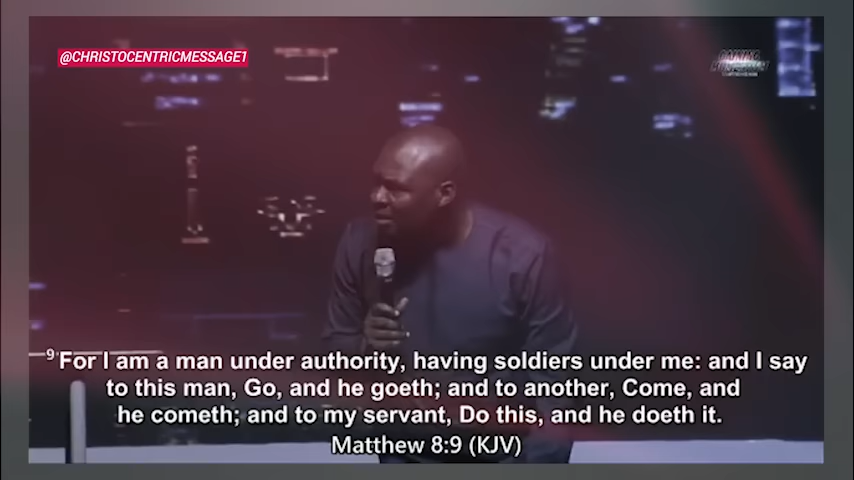 @CHRISTOCENTRICMESSAGE1
9 For I am a man under authority, having soldiers under me: and I say
to this man, Go, and he goeth; and to another, Come, and
he cometh; and to my servant, Do this, and he doeth it.
Matthew 8:9 (KJV)